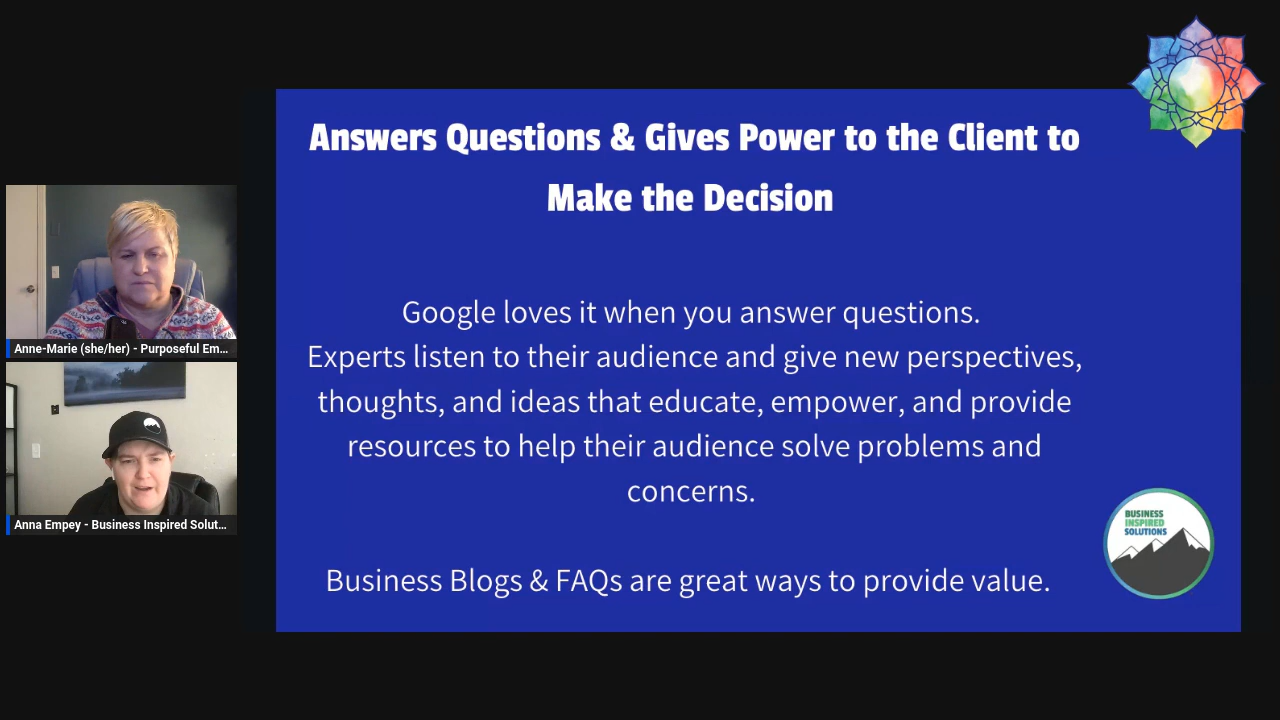 Answers Questions & Gives Power to the Client to
Make the Decision
Google loves it when you answer questions.
Experts listen to their audience and give new perspectives,
thoughts, and ideas that educate, empower, and provide
resources to help their audience solve problems and
concerns.
Business Blogs & FAQs are great ways to provide value.
BUSINESS
INSPIRED
SOLUTIONS
Anne-Marie (she/her) - Purposeful Em...
Anna Empey - Business Inspired Solut...